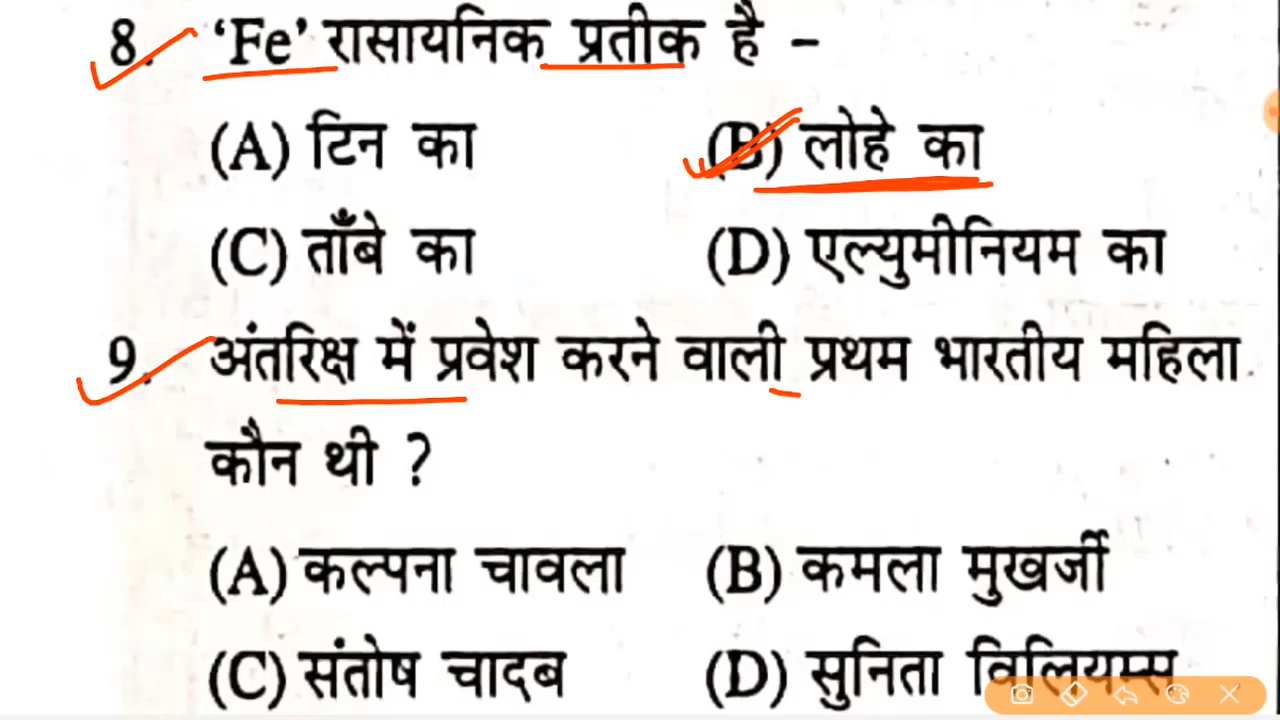 8. ‘Fe’ रासायनिक प्रतीक है –
(A) टिन का (B) लोहे का
(C) ताँबे का (D) एल्युमीनियम का
9. अंतरिक्ष में प्रवेश करने वाली प्रथम भारतीय महिला
कौन थी ?
(A) कल्पना चावला (B) कमला मुखर्जी
(C) संतोष चादब (D) सुनिता विलियम्स